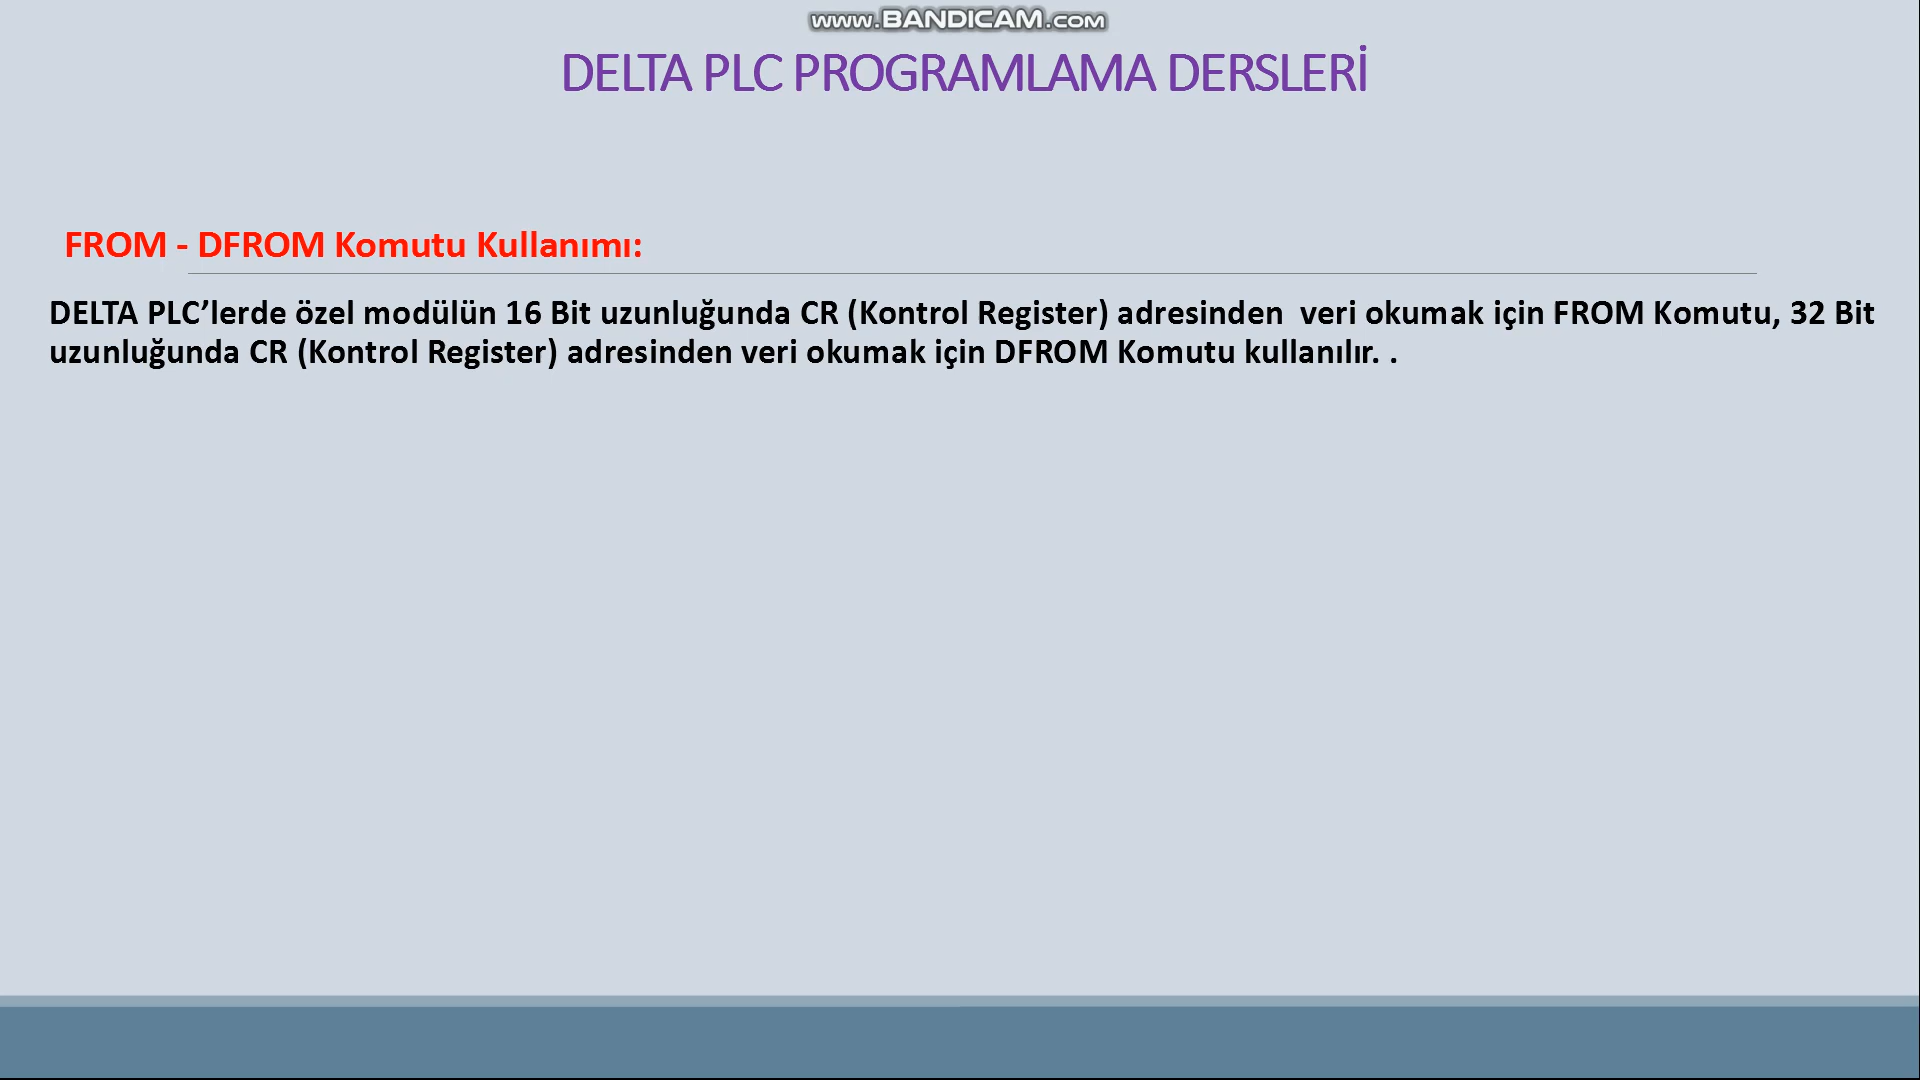 www.BANDICAM.com
DELTA PLC PROGRAMLAMA DERSLERİ
FROM - DFROM Komutu Kullanımı:
DELTA PLC’lerde özel modülün 16 Bit uzunluğunda CR (Kontrol Register) adresinden  veri okumak için FROM Komutu, 32 Bit
uzunluğunda CR (Kontrol Register) adresinden veri okumak için DFROM Komutu kullanılır. .